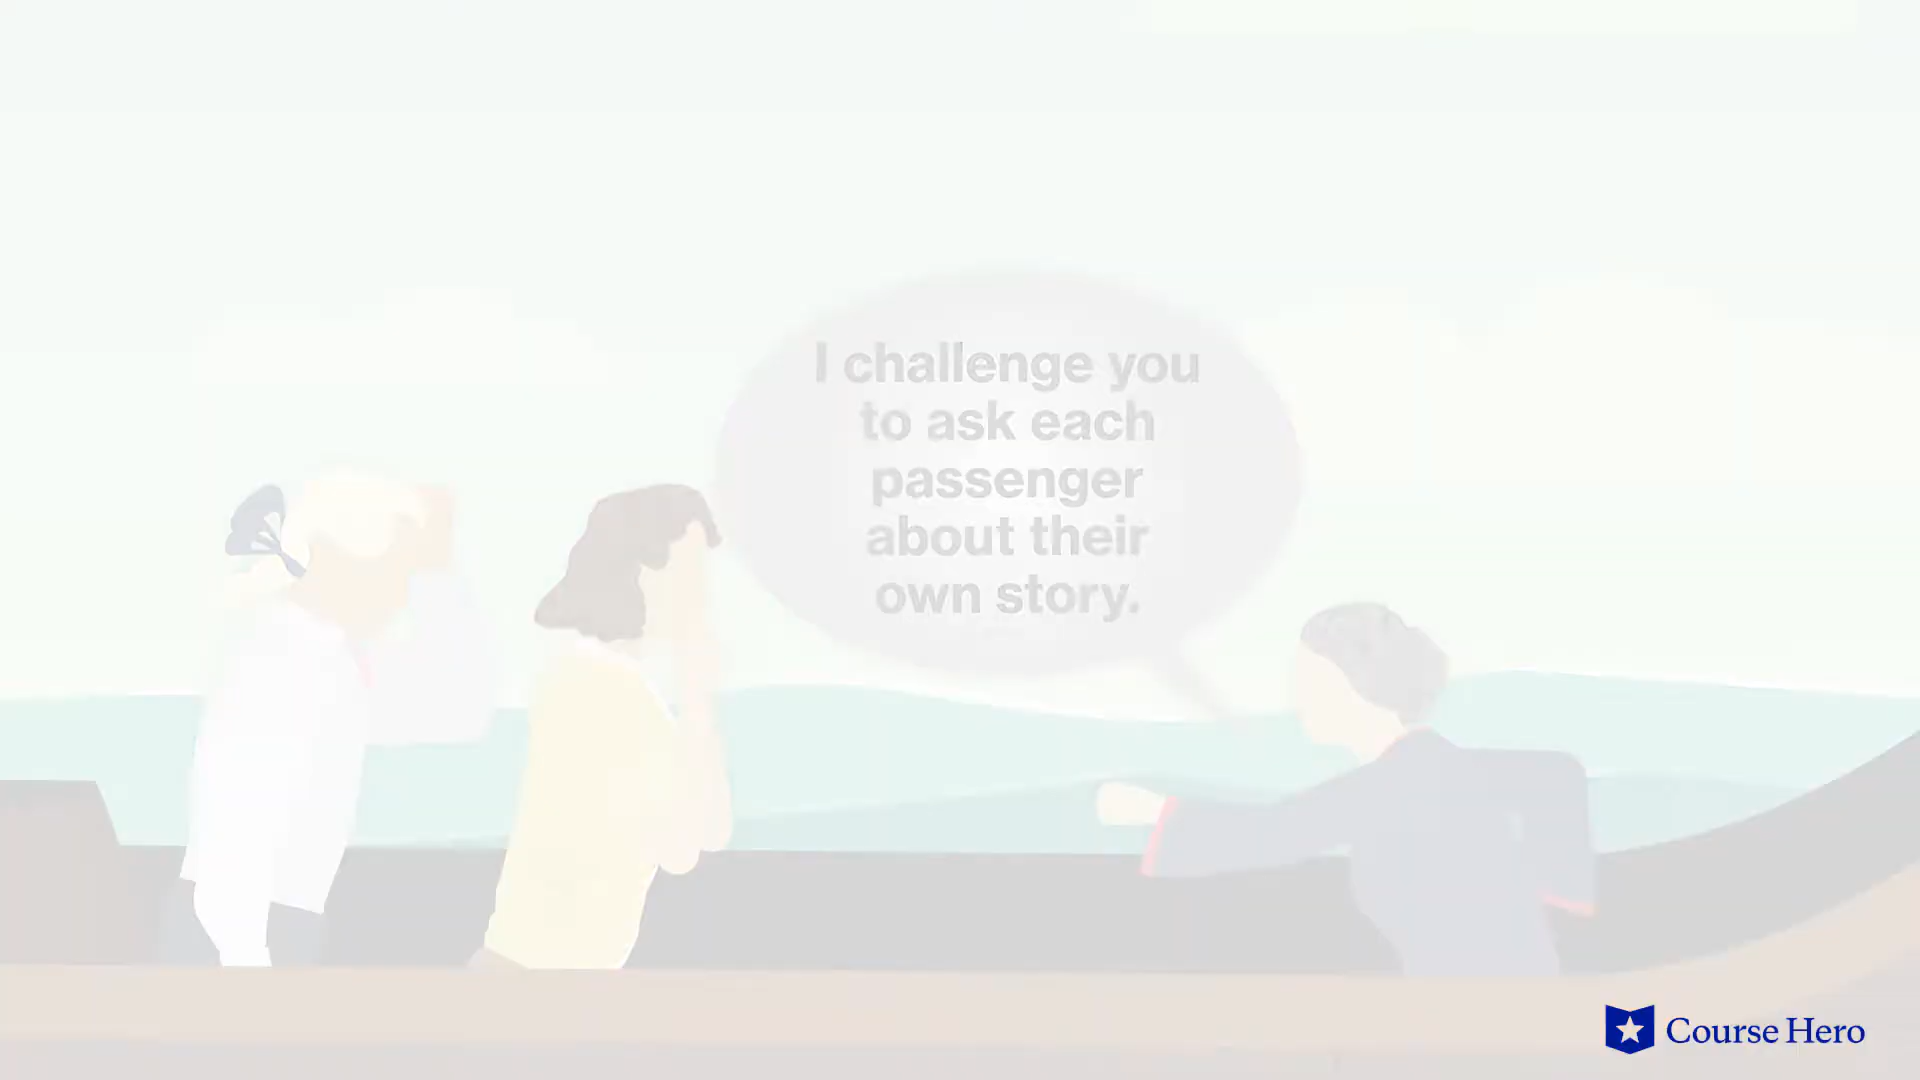 I challenge you
to ask each
passenger
about their
own story.
Course Hero